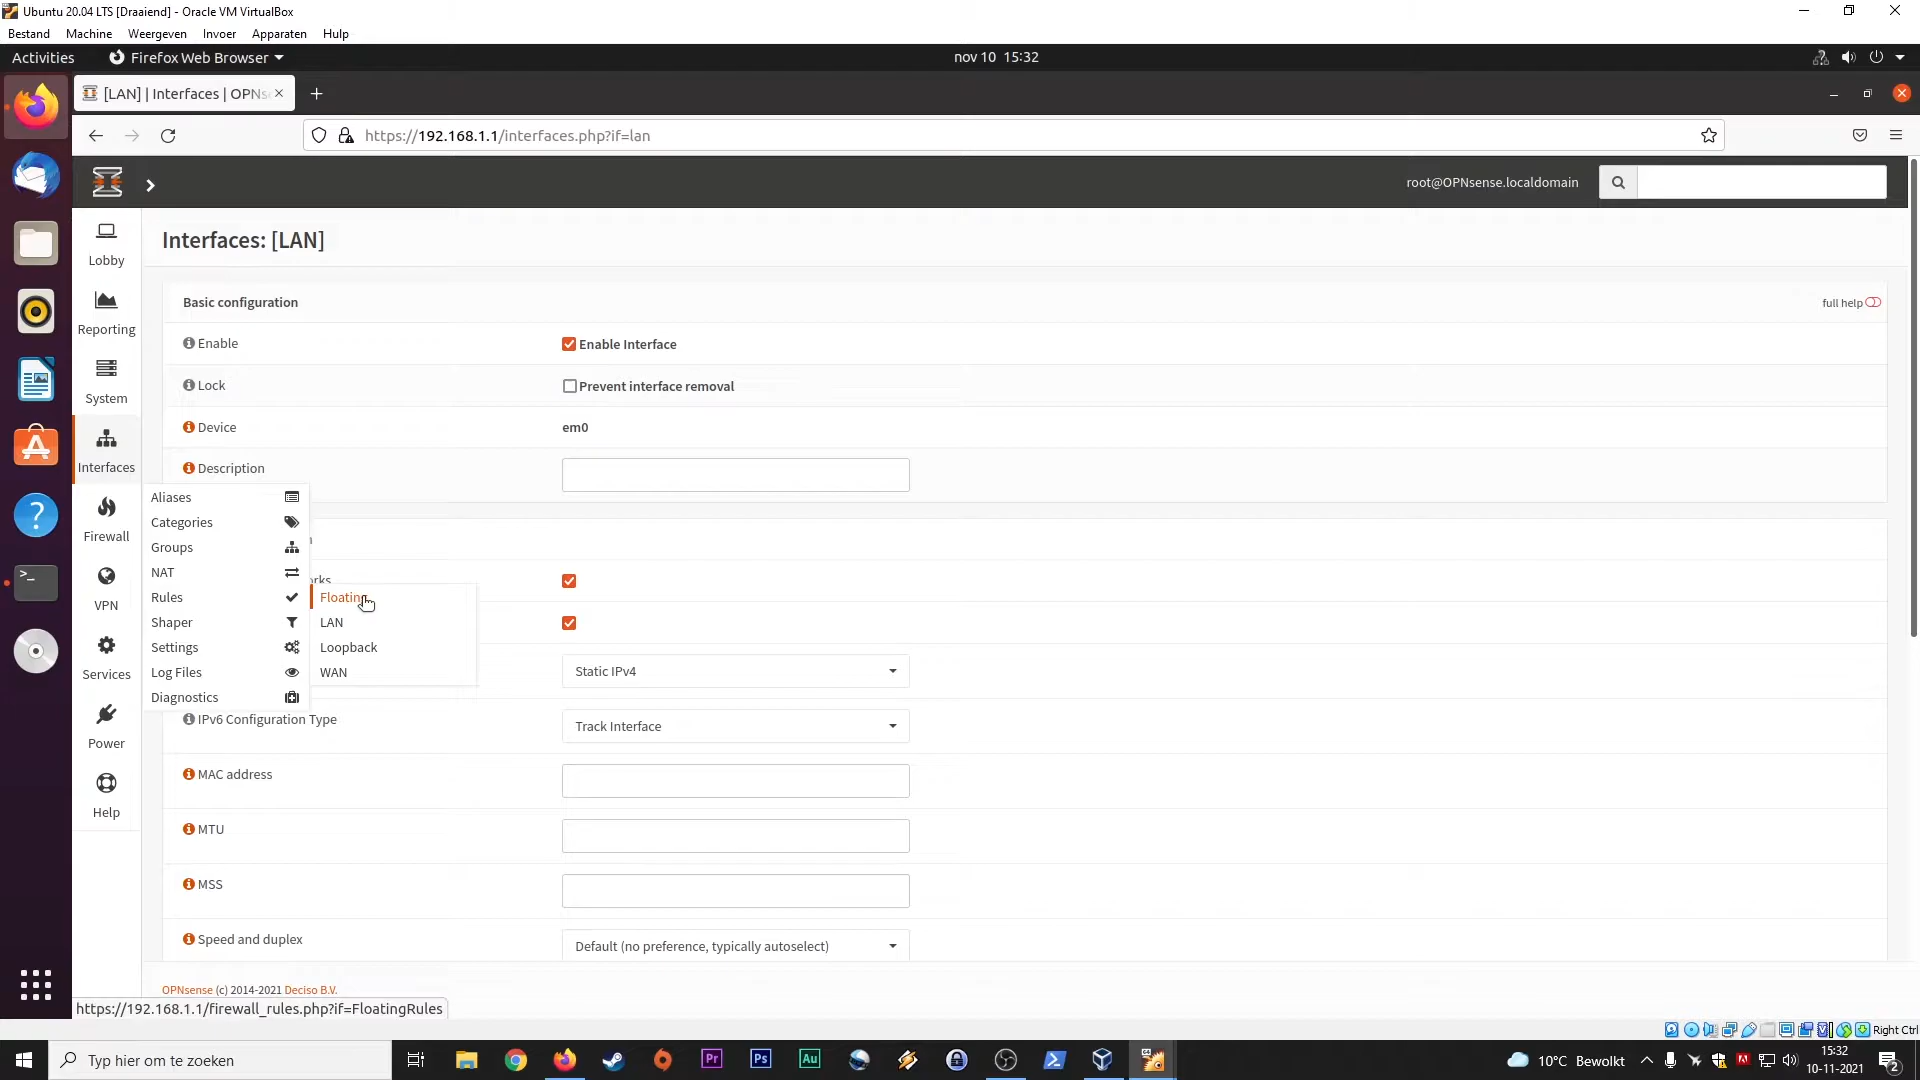 Ubuntu 20.04 LTS [Draaiend] - Oracle VM VirtualBox
Bestand Machine Weergeven Invoer Apparaten Hulp
Activities Firefox Web Browser nov 10 15:32
[LAN] | Interfaces | OPNse
https://192.168.1.1/interfaces.php?if=lan
root@OPNsense.localdomain
Interfaces: [LAN]
Lobby
Basic configuration full help
Reporting
Enable Enable Interface
Lock Prevent interface removal
System
Device em0
Interfaces
Description
Aliases
Categories
Firewall
Groups
NAT
Rules Floating
VPN
Shaper LAN
Settings Loopback
Log Files WAN
Static IPv4
Services
Diagnostics
IPv6 Configuration Type Track Interface
Power
MAC address
Help
MTU
MSS
Speed and duplex Default (no preference, typically autoselect)
OPNsense (c) 2014-2021 Deciso B.V.
https://192.168.1.1/firewall_rules.php?if=FloatingRules
Right Ctrl
Typ hier om te zoeken Pr Ps Au 10°C Bewolkt 15:32
10-11-2021 2